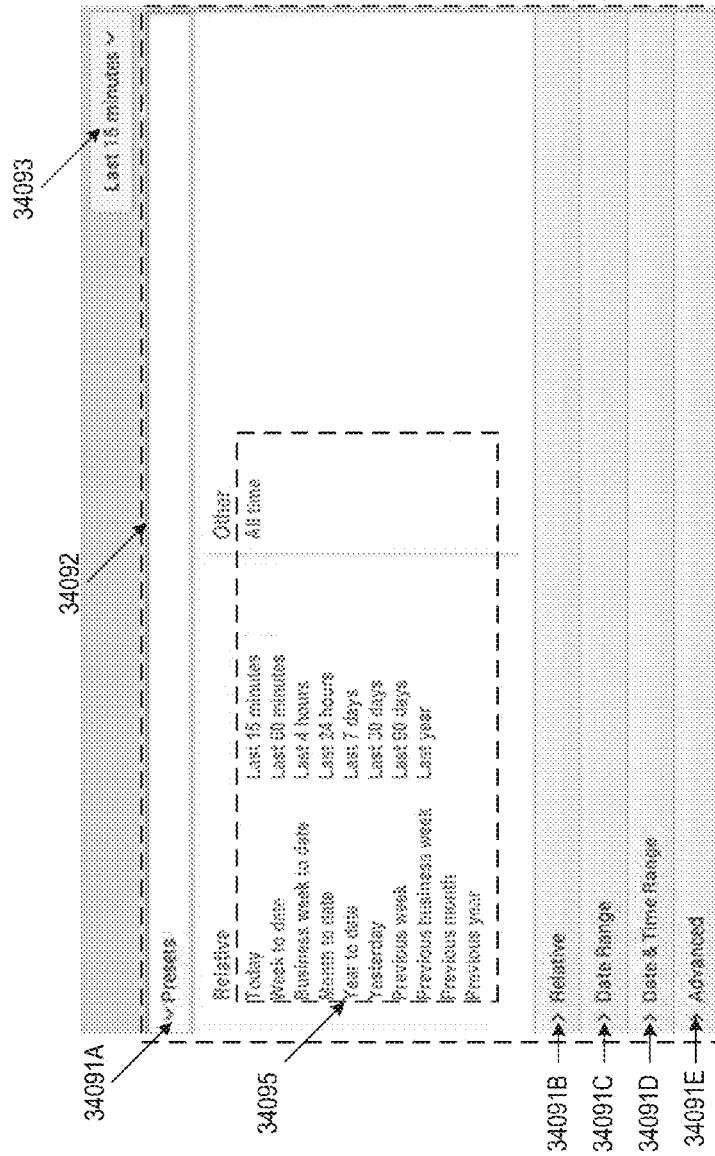 34093
Last 15 minutes
34092
34091A
Presets
Relative
Other
Today
Last 15 minutes
All time
Week to date
Last 60 minutes
Business week to date
Last 4 hours
Month to date
Last 24 hours
Year to date
Last 7 days
Yesterday
Last 30 days
Previous week
Last 90 days
Previous business week
Last year
Previous month
Previous year
34095
34091B
Relative
34091C
Date Range
34091D
Date & Time Range
34091E
Advanced